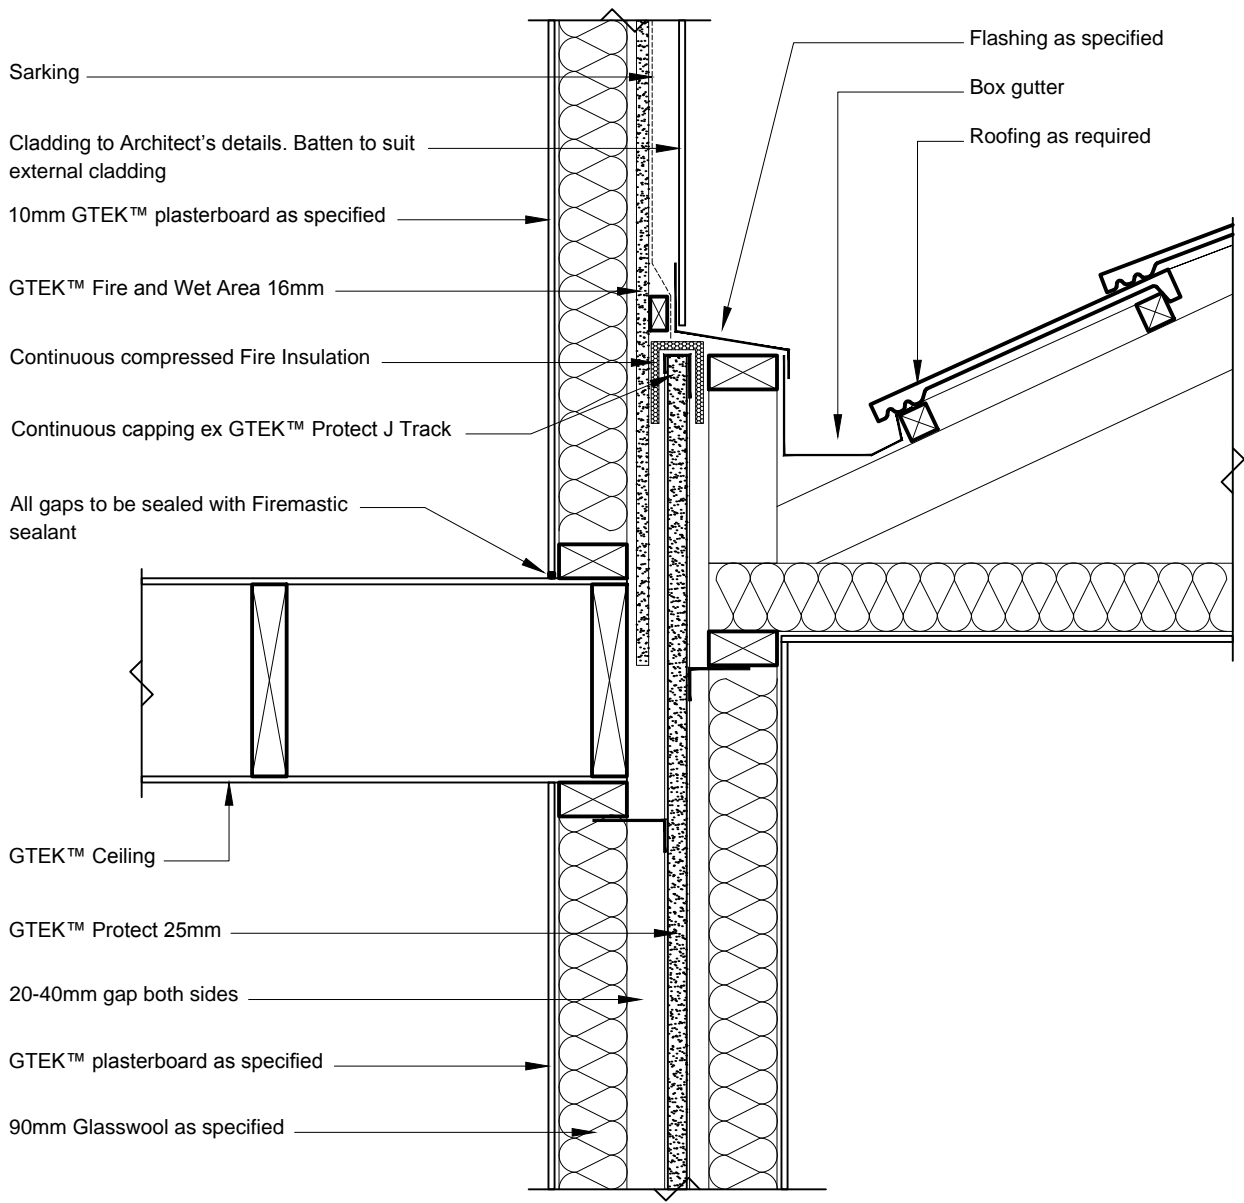 Sarking
Cladding to Architect's details. Batten to suit
external cladding
10mm GTEK™ plasterboard as specified
GTEK™ Fire and Wet Area 16mm
Continuous compressed Fire Insulation
Continuous capping ex GTEK™ Protect J Track
All gaps to be sealed with Firemastic
sealant
GTEK™ Ceiling
GTEK™ Protect 25mm
20-40mm gap both sides
GTEK™ plasterboard as specified
90mm Glasswool as specified
Flashing as specified
Box gutter
Roofing as required